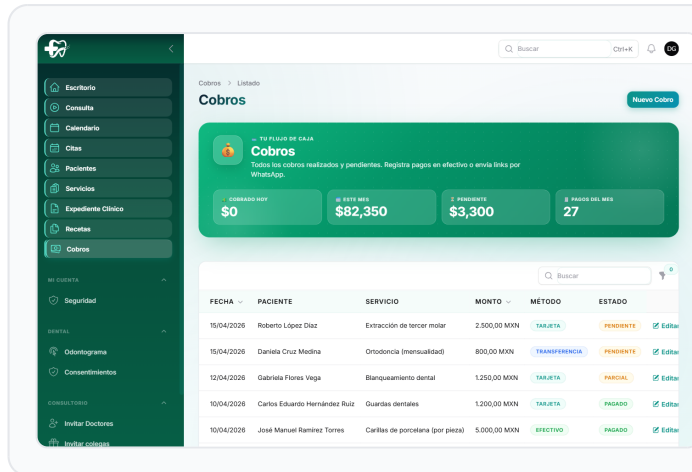 Buscar
Ctrl+K
DG
Escritorio
Consulta
Calendario
Citas
Pacientes
Servicios
Expediente Clínico
Recetas
Cobros
MI CUENTA
Seguridad
DENTAL
Odontograma
Consentimientos
CONSULTORIO
Invitar Doctores
Invitar colegas
Cobros > Listado
Cobros
Nuevo Cobro
TU FLUJO DE CAJA
Cobros
Todos los cobros realizados y pendientes. Registra pagos en efectivo o envía links por
WhatsApp.
COBRADO HOY
$0
ESTE MES
$82,350
PENDIENTE
$3,300
PAGOS DEL MES
27
Buscar
0
FECHA PACIENTE SERVICIO MONTO MÉTODO ESTADO
15/04/2026 Roberto López Díaz Extracción de tercer molar 2.500,00 MXN TARJETA PENDIENTE Editar
15/04/2026 Daniela Cruz Medina Ortodoncia (mensualidad) 800,00 MXN TRANSFERENCIA PENDIENTE Editar
12/04/2026 Gabriela Flores Vega Blanqueamiento dental 1.250,00 MXN TARJETA PARCIAL Editar
10/04/2026 Carlos Eduardo Hernández Ruiz Guardas dentales 1.200,00 MXN TARJETA PAGADO Editar
10/04/2026 José Manuel Ramírez Torres Carillas de porcelana (por pieza) 5.000,00 MXN EFECTIVO PAGADO Editar